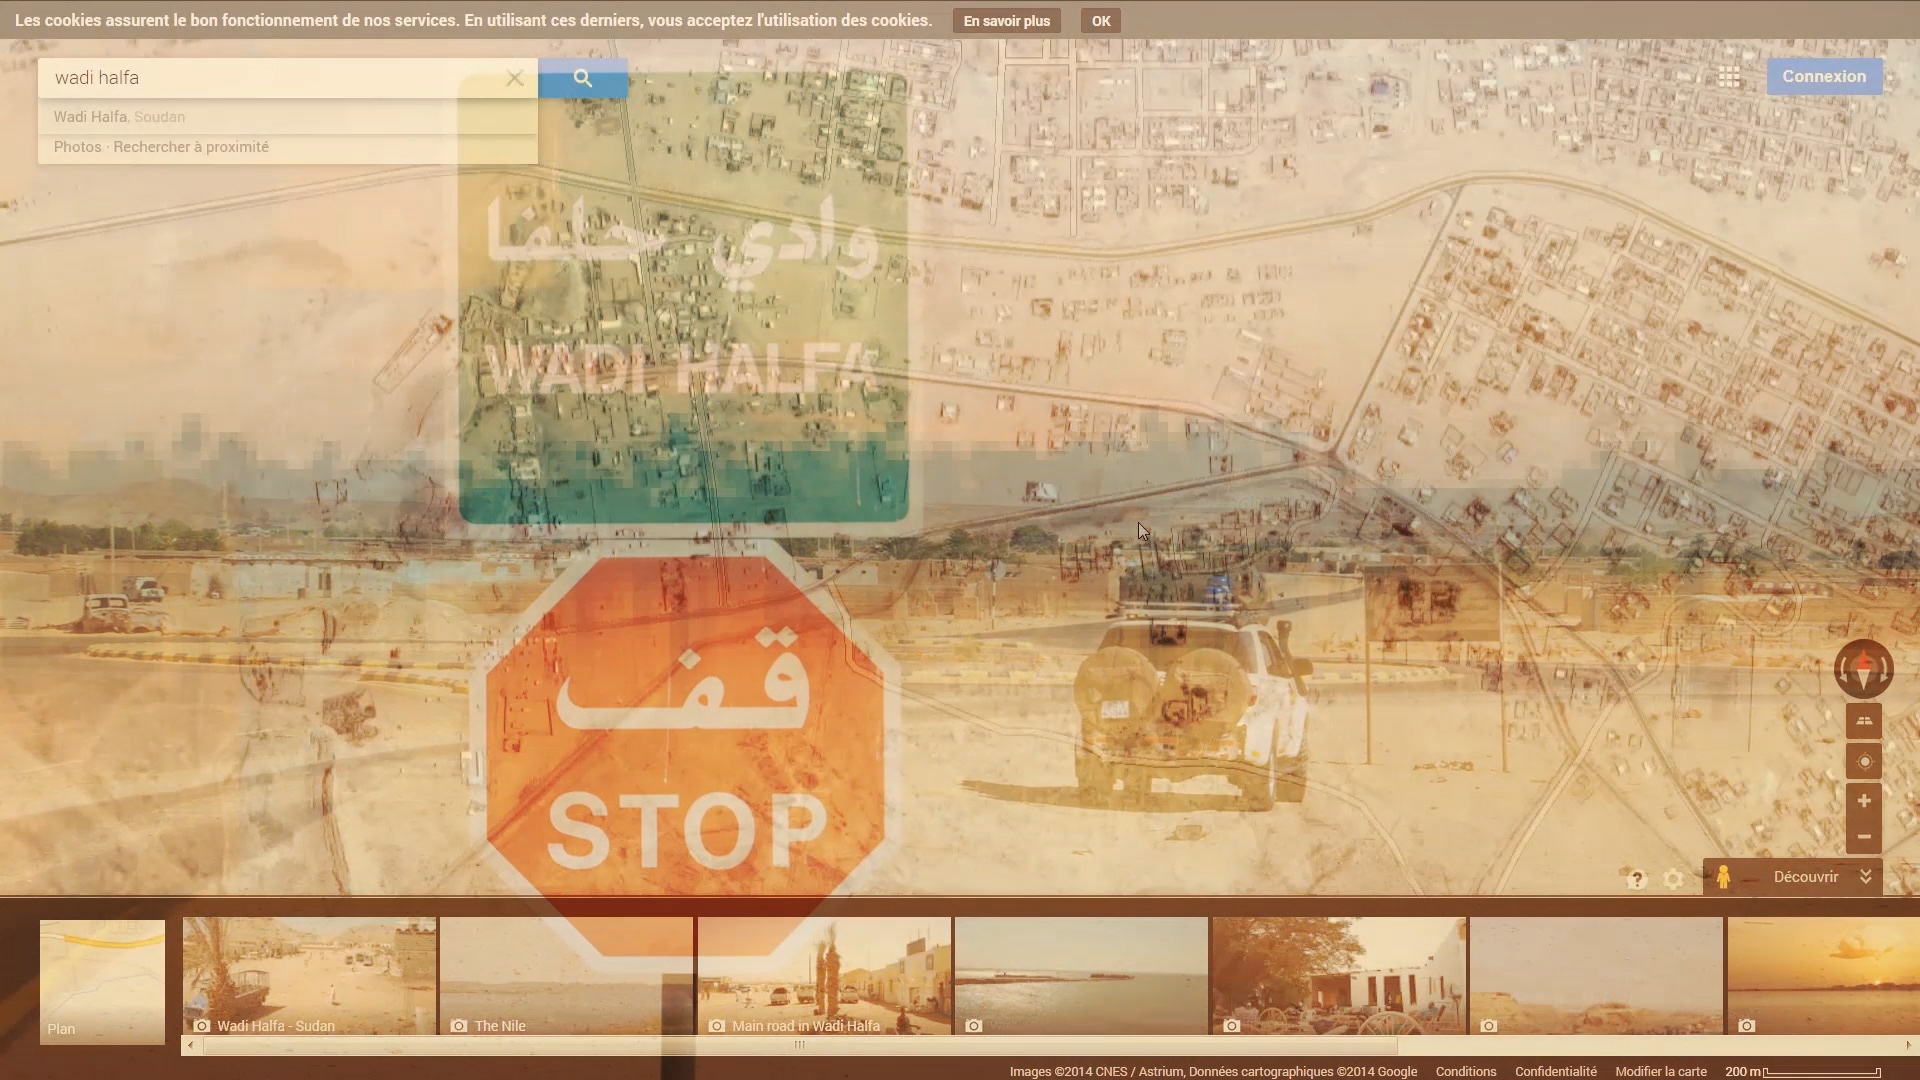 Les cookies assurent le bon fonctionnement de nos services. En utilisant ces derniers, vous acceptez l'utilisation des cookies. En savoir plus OK
wadi halfa
Connexion
Wadi Halfa, Soudan
Photos · Rechercher à proximité
وادي حلفا
WADI HALFA
قف
STOP
Découvrir
Plan
Wadi Halfa - Sudan
The Nile
Main road in Wadi Halfa
Images ©2014 CNES / Astrium, Données cartographiques ©2014 Google Conditions Confidentialité Modifier la carte 200 m